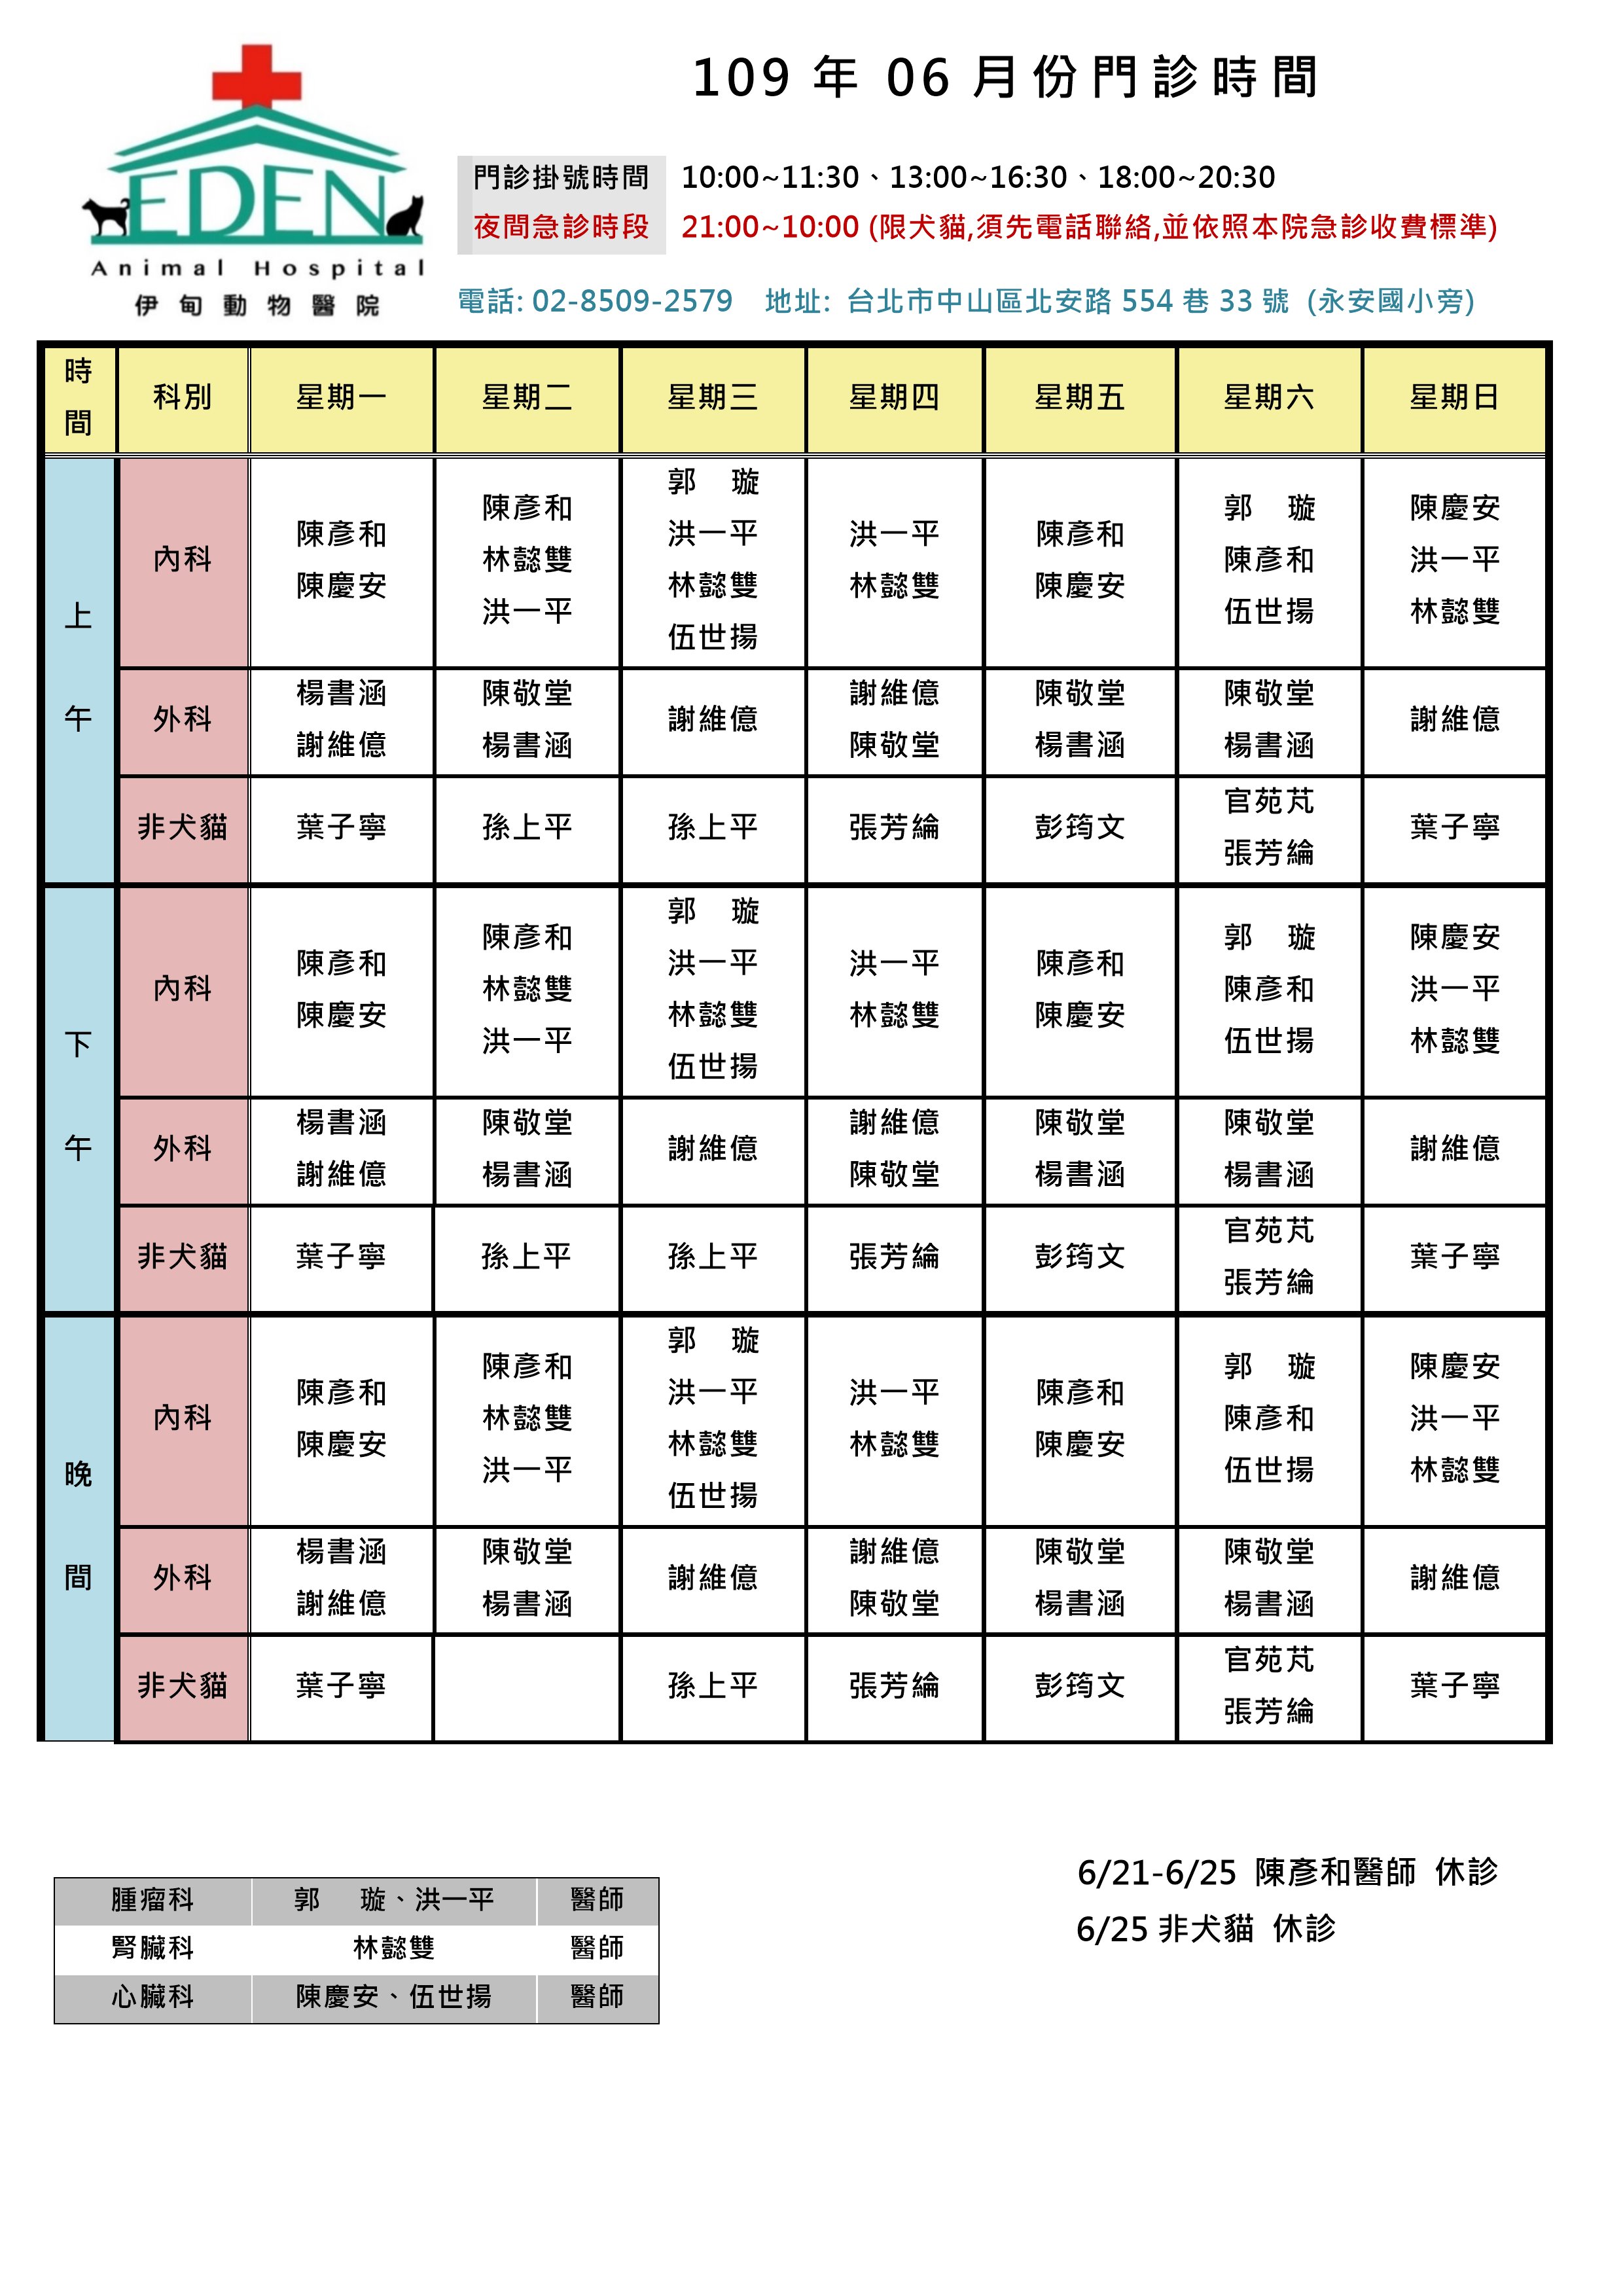 109 年 06 月份門診時間
EDEN
Animal Hospital
伊甸動物醫院
門診掛號時間 10:00~11:30、13:00~16:30、18:00~20:30
夜間急診時段 21:00~10:00 (限犬貓,須先電話聯絡,並依照本院急診收費標準)
電話: 02-8509-2579 地址: 台北市中山區北安路 554 巷 33 號 (永安國小旁)
時間 科別 星期一 星期二 星期三 星期四 星期五 星期六 星期日
上午
內科
陳彥和
陳慶安
陳彥和
林懿雙
洪一平
郭 璇
洪一平
林懿雙
伍世揚
洪一平
林懿雙
陳彥和
陳慶安
郭 璇
陳彥和
伍世揚
陳慶安
洪一平
林懿雙
外科
楊書涵
謝維億
陳敬堂
楊書涵
謝維億
謝維億
陳敬堂
陳敬堂
楊書涵
陳敬堂
楊書涵
謝維億
非犬貓
葉子寧
孫上平
孫上平
張芳綸
彭筠文
官苑芃
張芳綸
葉子寧
下午
內科
陳彥和
陳慶安
陳彥和
林懿雙
洪一平
郭 璇
洪一平
林懿雙
伍世揚
洪一平
林懿雙
陳彥和
陳慶安
郭 璇
陳彥和
伍世揚
陳慶安
洪一平
林懿雙
外科
楊書涵
謝維億
陳敬堂
楊書涵
謝維億
謝維億
陳敬堂
陳敬堂
楊書涵
陳敬堂
楊書涵
謝維億
非犬貓
葉子寧
孫上平
孫上平
張芳綸
彭筠文
官苑芃
張芳綸
葉子寧
晚間
內科
陳彥和
陳慶安
陳彥和
林懿雙
洪一平
郭 璇
洪一平
林懿雙
伍世揚
洪一平
林懿雙
陳彥和
陳慶安
郭 璇
陳彥和
伍世揚
陳慶安
洪一平
林懿雙
外科
楊書涵
謝維億
陳敬堂
楊書涵
謝維億
謝維億
陳敬堂
陳敬堂
楊書涵
陳敬堂
楊書涵
謝維億
非犬貓
葉子寧
孫上平
張芳綸
彭筠文
官苑芃
張芳綸
葉子寧
腫瘤科 郭 璇、洪一平 醫師
腎臟科 林懿雙 醫師
心臟科 陳慶安、伍世揚 醫師
6/21-6/25 陳彥和醫師 休診
6/25 非犬貓 休診